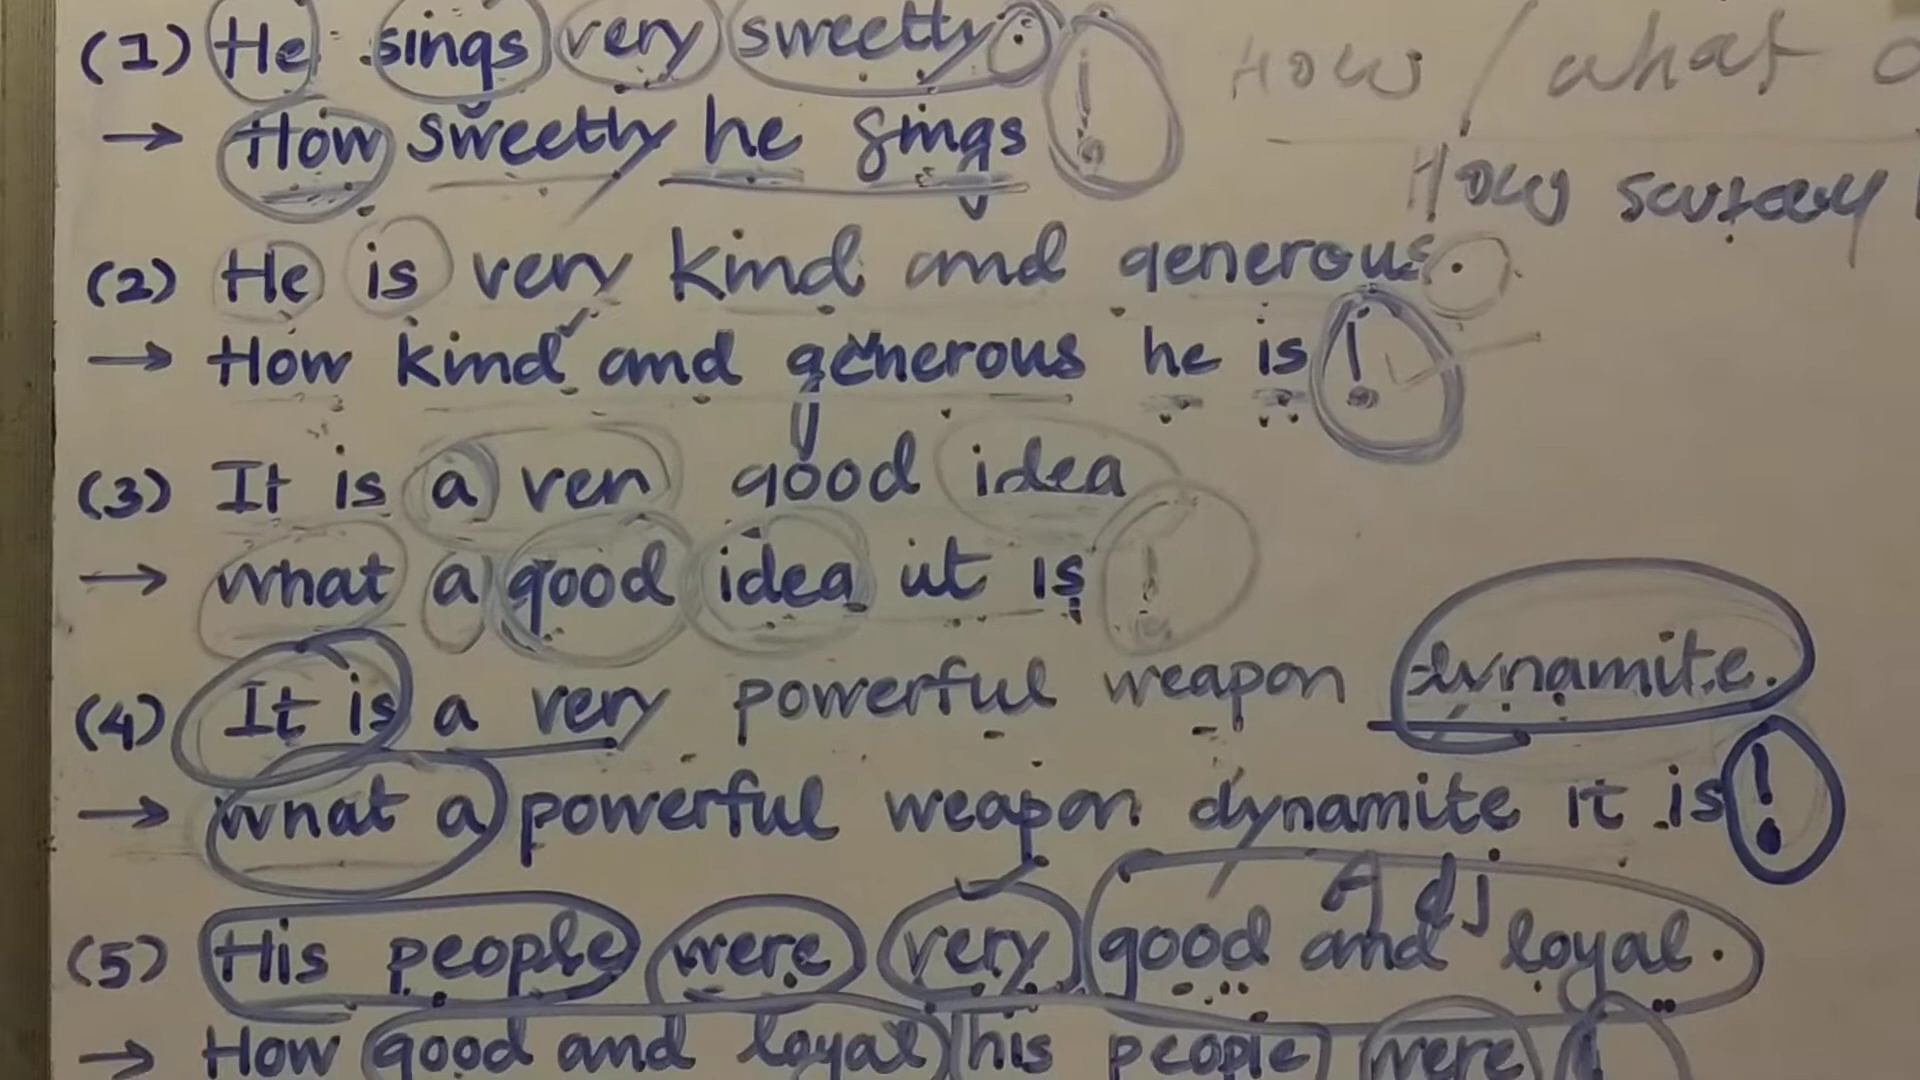 (1) He sings very sweetly.
How / what
→ How sweetly he sings !
How
(2) He is very kind and generous.
→ How kind and generous he is !
(3) It is a very good idea
→ what a good idea it is !
(4) It is a very powerful weapon dynamite.
→ what a powerful weapon dynamite it is !
Adj
(5) His people were very good and loyal.
→ How good and loyal his people were !